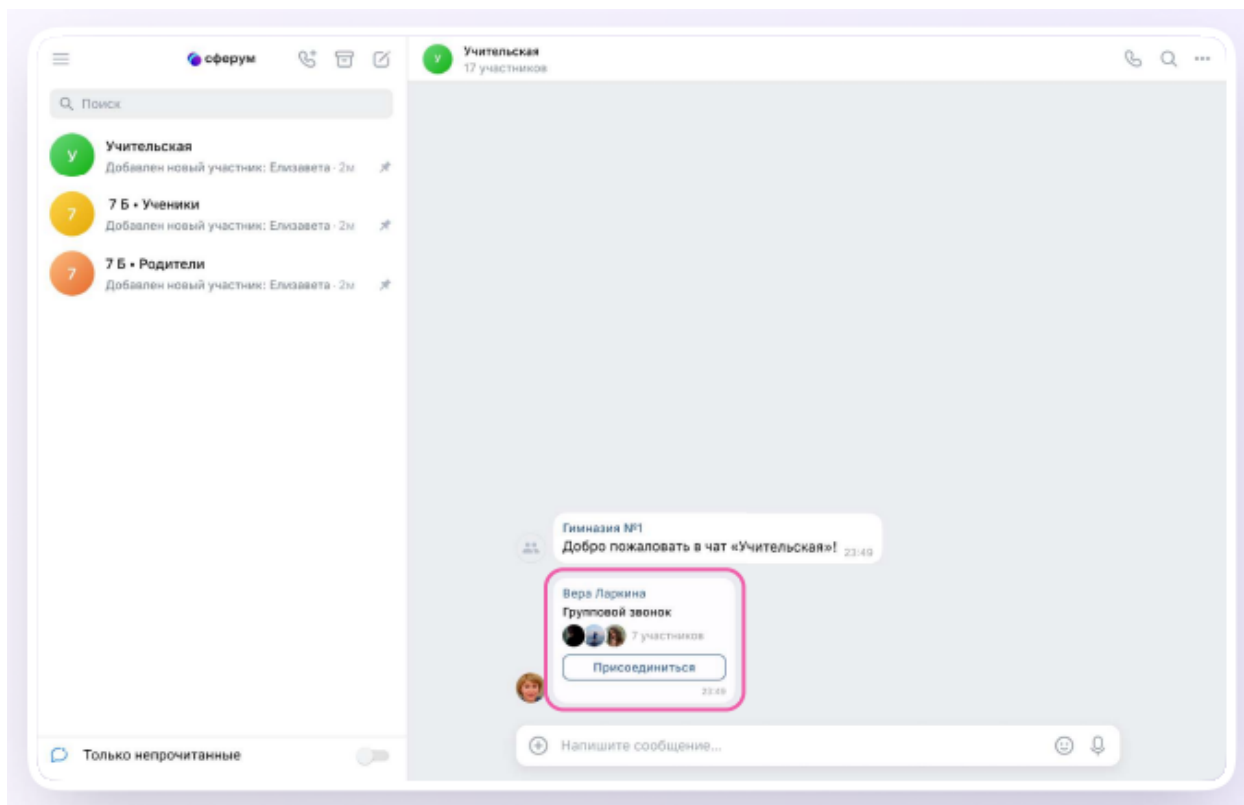 сферум
Поиск
У
Учительская
Добавлен новый участник: Елизавета · 2м
7
7 Б • Ученики
Добавлен новый участник: Елизавета · 2м
7
7 Б • Родители
Добавлен новый участник: Елизавета · 2м
Только непрочитанные
У
Учительская
17 участников
Гимназия №1
Добро пожаловать в чат «Учительская»! 23:49
Вера Ларкина
Групповой звонок
7 участников
Присоединиться
23:49
Напишите сообщение...